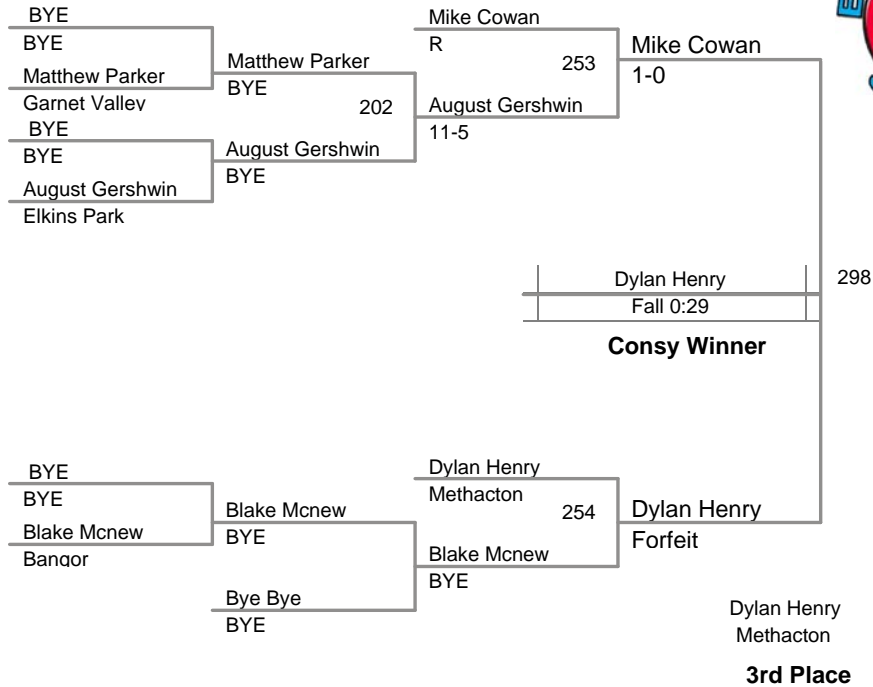 BYE
BYE
Matthew Parker
Garnet Valley
BYE
BYE
August Gershwin
Elkins Park
Matthew Parker
BYE
202
August Gershwin
BYE
Mike Cowan
R
253
August Gershwin
11-5
Mike Cowan
1-0
Dylan Henry
Fall 0:29
298
Consy Winner
BYE
BYE
Blake Mcnew
Bangor
Blake Mcnew
BYE
Bye Bye
BYE
Dylan Henry
Methacton
254
Blake Mcnew
BYE
Dylan Henry
Forfeit
Dylan Henry
Methacton
3rd Place